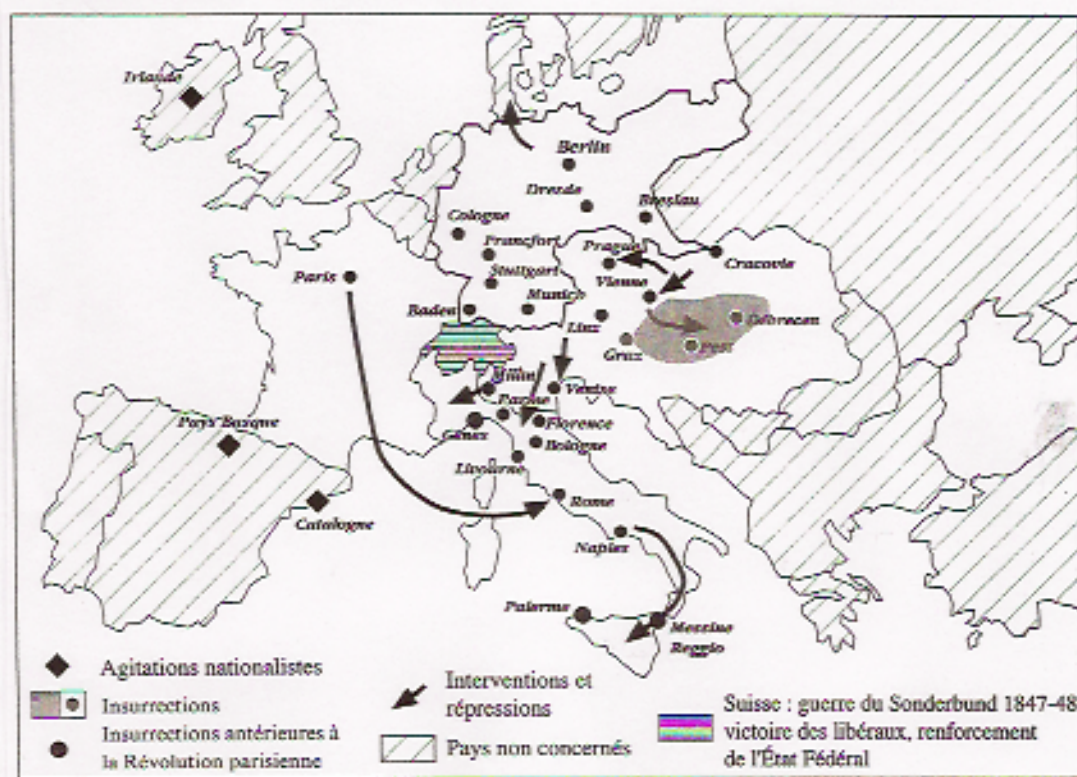 Irlande
Berlin
Dresde
Breslau
Cologne
Francfort
Prague
Cracovie
Paris
Stuttgart
Vienne
Baden
Munich
Linz
Debrecen
Graz
Pest
Milan
Venise
Parme
Pays Basque
Gênes
Florence
Bologne
Livourne
Rome
Catalogne
Naples
Palerme
Messine
Reggio
Agitations nationalistes
Insurrections
Insurrections antérieures à
la Révolution parisienne
Interventions et
répressions
Pays non concernés
Suisse : guerre du Sonderbund 1847-48
victoire des libéraux, renforcement
de l'État Fédéral